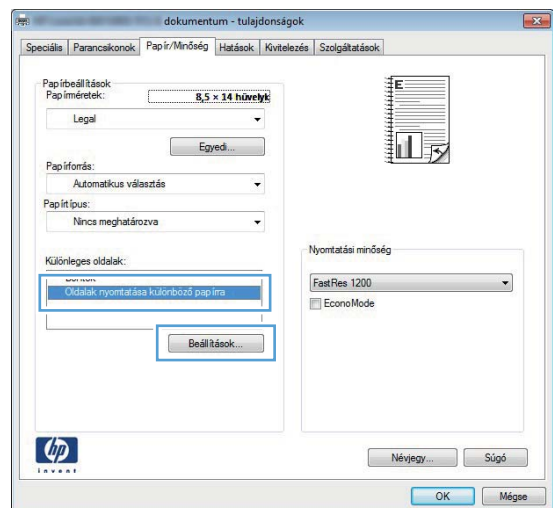 dokumentum - tulajdonságok
Speciális Parancsikonok Papír/Minőség Hatások Kivitelezés Szolgáltatások
Papírbeállítások
Papírméretek: 8,5 × 14 hüvelyk
Legal
Egyedi...
Papírforrás:
Automatikus választás
Papírtípus:
Nincs meghatározva
Különleges oldalak:
Borítók
Oldalak nyomtatása különböző papírra
Beállítások...
E
Nyomtatási minőség
FastRes 1200
EconoMode
hp
invent
Névjegy... Súgó
OK Mégse